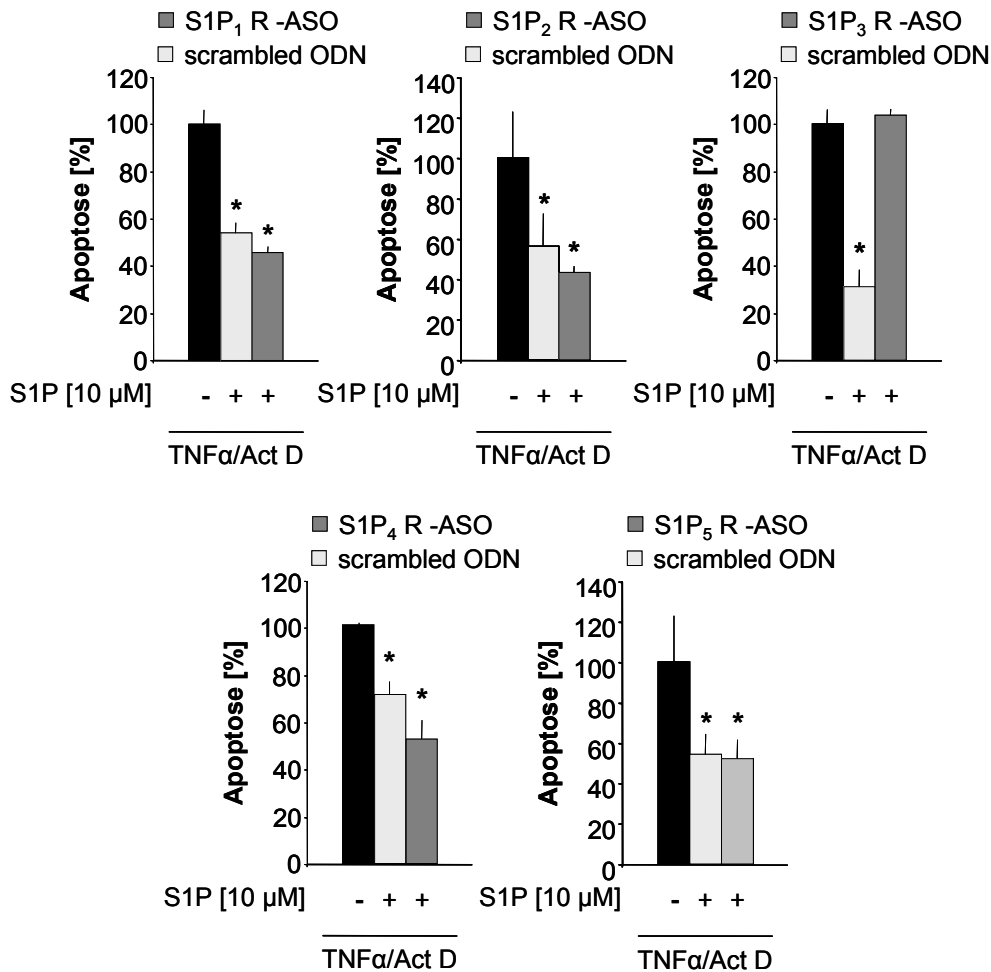 S1P₁ R -ASO
scrambled ODN
120
100
80
60
40
20
0
Apoptose [%]
*
*
S1P [10 µM]
- + +
TNFα/Act D
S1P₂ R -ASO
scrambled ODN
140
120
100
80
60
40
20
0
Apoptose [%]
*
*
S1P [10 µM]
- + +
TNFα/Act D
S1P₃ R -ASO
scrambled ODN
120
100
80
60
40
20
0
Apoptose [%]
*
S1P [10 µM]
- + +
TNFα/Act D
S1P₄ R -ASO
scrambled ODN
120
100
80
60
40
20
0
Apoptose [%]
*
*
S1P [10 µM]
- + +
TNFα/Act D
S1P₅ R -ASO
scrambled ODN
140
120
100
80
60
40
20
0
Apoptose [%]
* *
S1P [10 µM]
- + +
TNFα/Act D